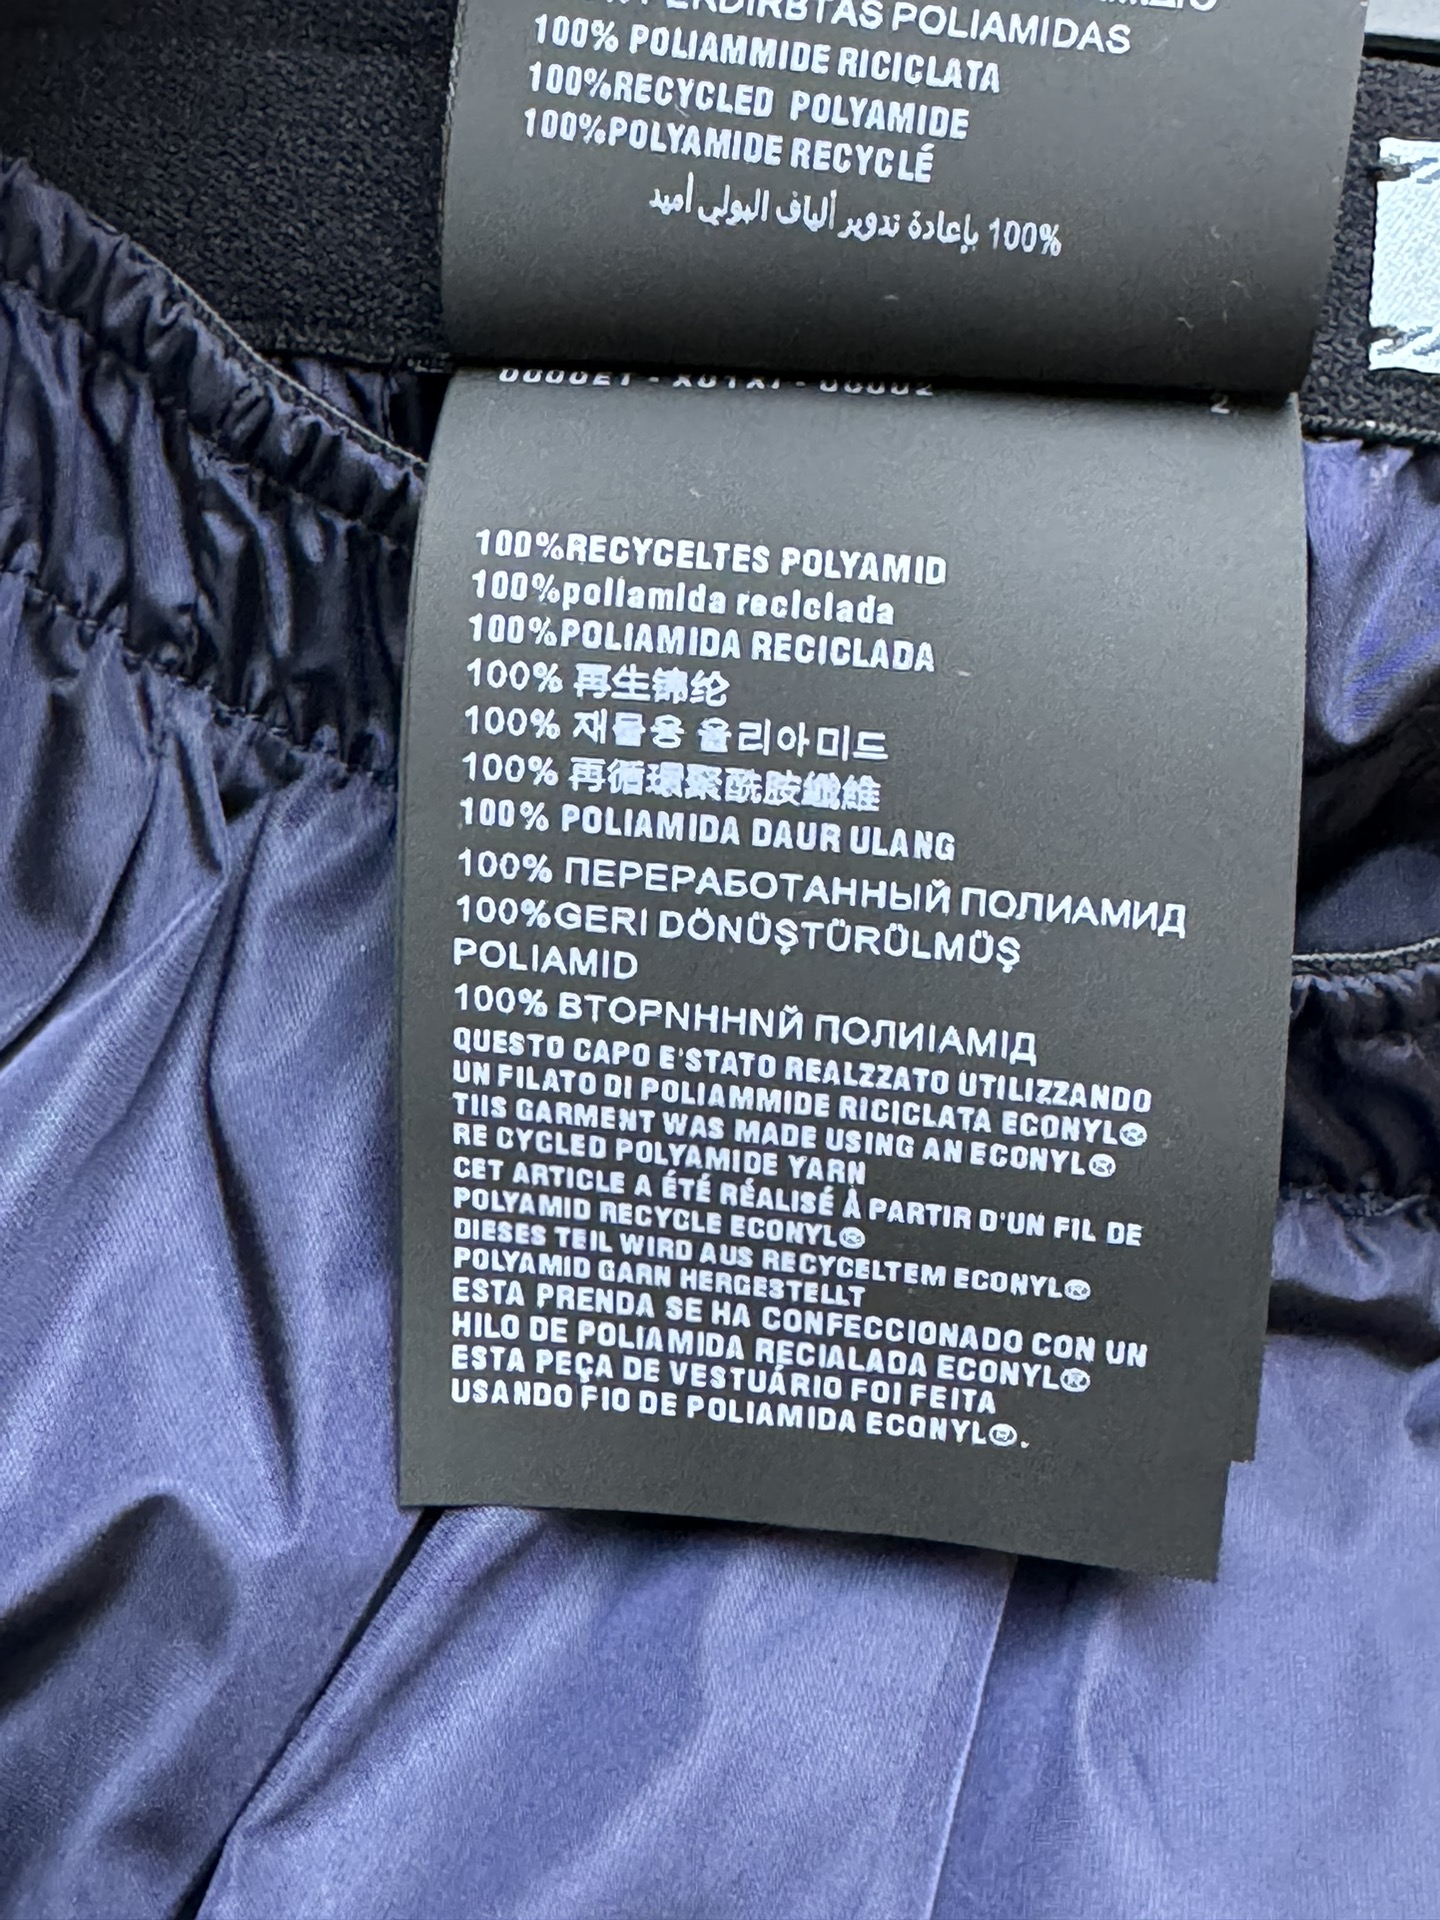 PERDIRBTAS POLIAMIDAS
100% POLIAMMIDE RICICLATA
100%RECYCLED POLYAMIDE
100%POLYAMIDE RECYCLÉ
100% بإعادة تدوير ألياف البولي أميد
2
100%RECYCELTES POLYAMID
100%poliamida reciclada
100%POLIAMIDA RECICLADA
100% 再生锦纶
100% 재물용 율리아미드
100% 再循環聚酰胺纖維
100% POLIAMIDA DAUR ULANG
100% ПЕРЕРАБОТАННЫЙ ПОЛИАМИД
100%GERI DÖNÜŞTÜRÜLMÜŞ
POLIAMID
100% ВТОРNHHNЙ ПОЛИІАМІД
QUESTO CAPO E'STATO REALZZATO UTILIZZANDO
UN FILATO DI POLIAMMIDE RICICLATA ECONYL®
TIIS GARMENT WAS MADE USING AN ECONYL®
RE CYCLED POLYAMIDE YARN
CET ARTICLE A ÉTÉ RÉALISÉ À PARTIR D'UN FIL DE
POLYAMID RECYCLE ECONYL®
DIESES TEIL WIRD AUS RECYCELTEM ECONYL®
POLYAMID GARN HERGESTELLT
ESTA PRENDA SE HA CONFECCIONADO CON UN
HILO DE POLIAMIDA RECIALADA ECONYL®
ESTA PEÇA DE VESTUÁRIO FOI FEITA
USANDO FIO DE POLIAMIDA ECONYL®.